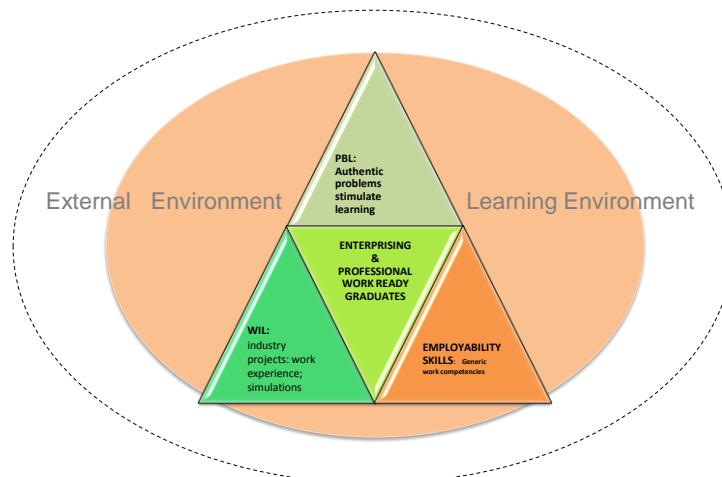 PBL:
Authentic
problems
stimulate
learning
External Environment
Learning Environment
ENTERPRISING
&
PROFESSIONAL
WORK READY
GRADUATES
WIL:
industry
projects: work
experience;
simulations
EMPLOYABILITY
SKILLS: Generic
work competencies